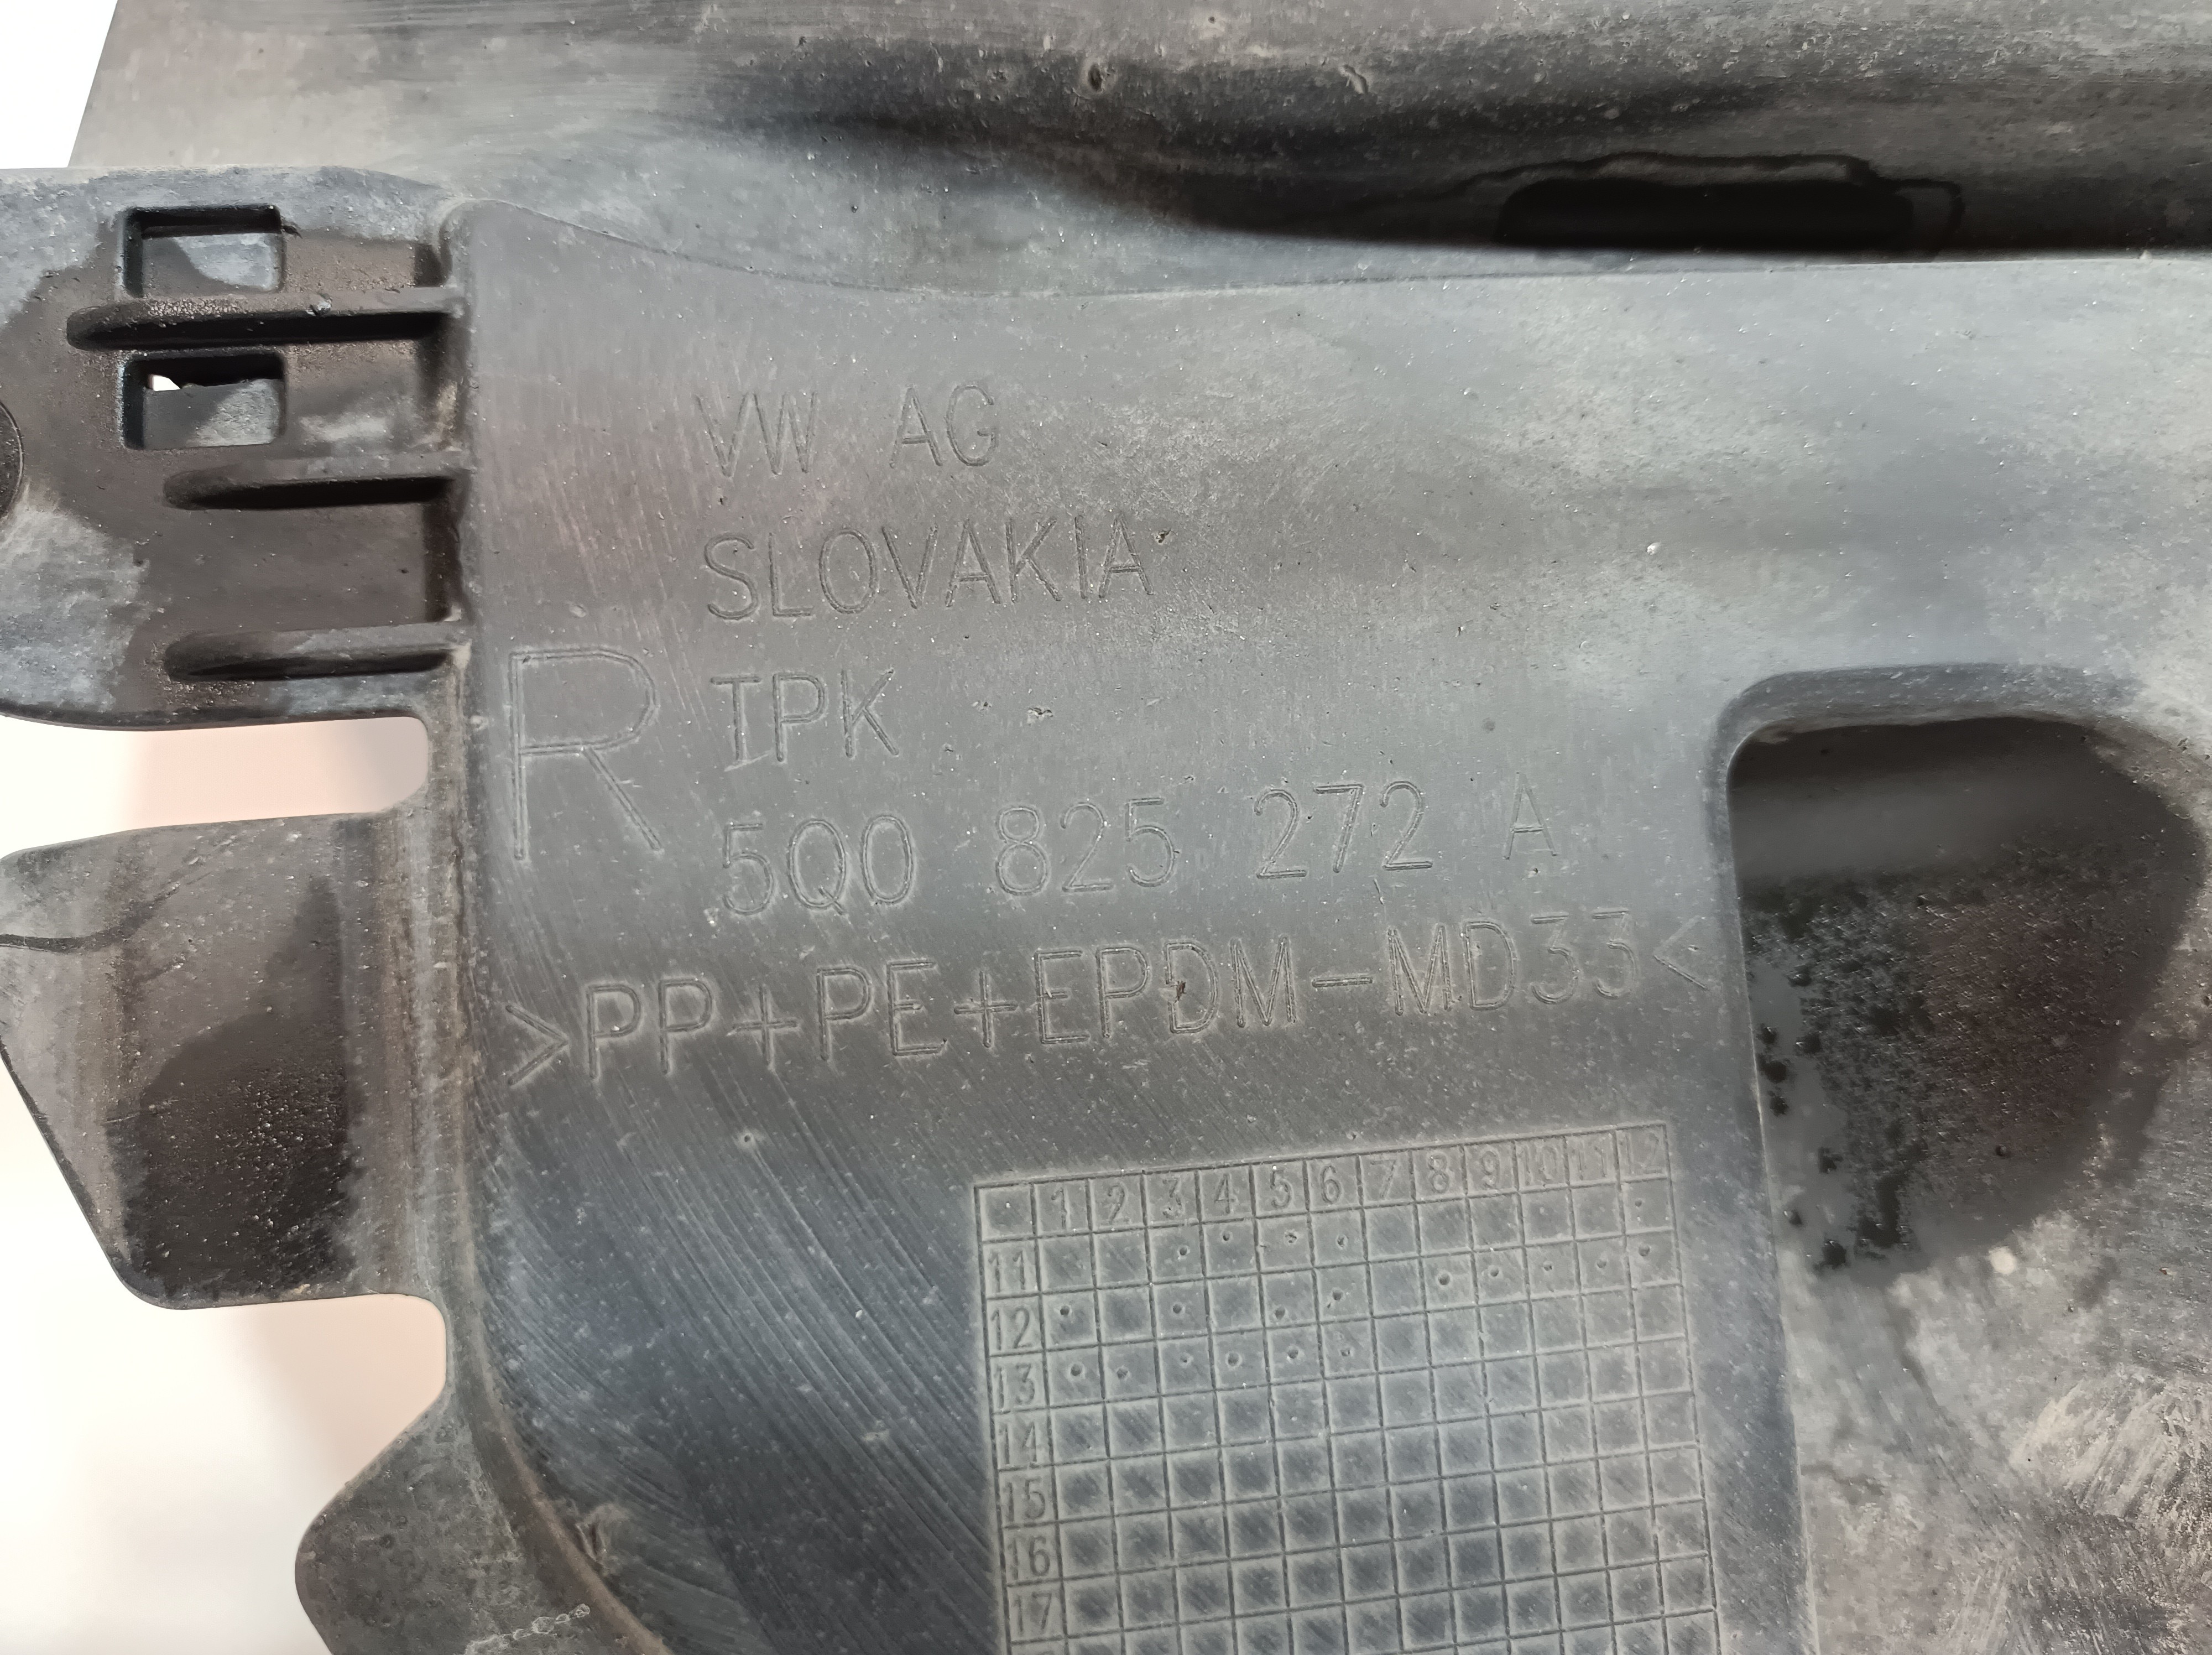 VW AG
SLOVAKIA
R
TPK
5Q0 825 272 A
>PP+PE+EPDM-MD33<
1 2 3 4 5 6 7 8 9 10 11 12
11
12
13
14
15
16
17